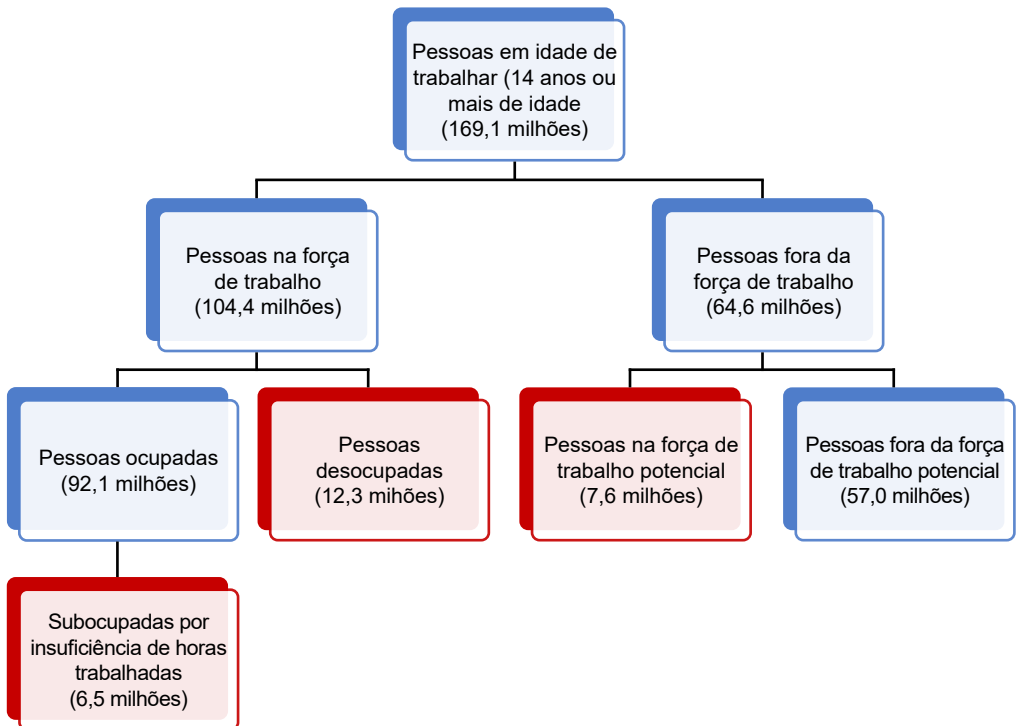 Pessoas em idade de
trabalhar (14 anos ou
mais de idade
(169,1 milhões)
Pessoas na força
de trabalho
(104,4 milhões)
Pessoas fora da
força de trabalho
(64,6 milhões)
Pessoas ocupadas
(92,1 milhões)
Pessoas
desocupadas
(12,3 mihões)
Pessoas na força de
trabalho potencial
(7,6 milhões)
Pessoas fora da força
de trabalho potencial
(57,0 milhões)
Subocupadas por
insuficiência de horas
trabalhadas
(6,5 milhões)